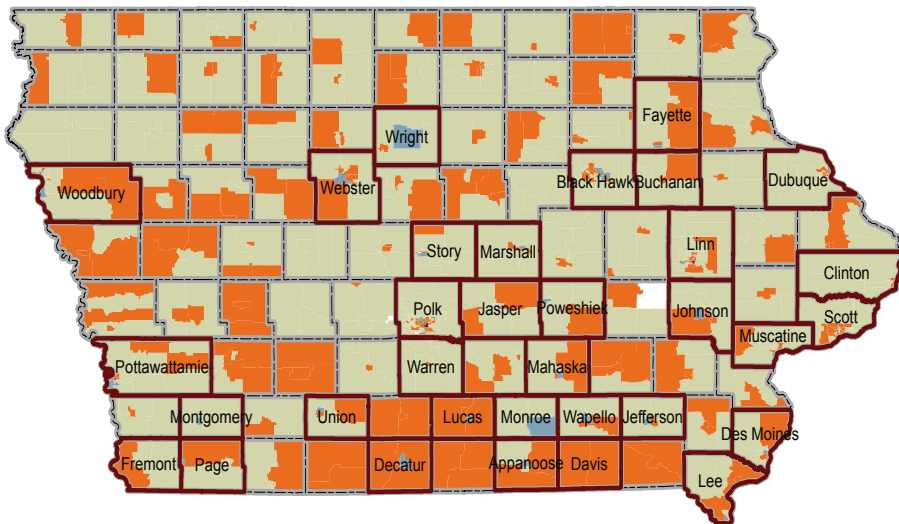 Fayette
Wright
Woodbury
Webster
Black Hawk
Buchanan
Dubuque
Story
Marshall
Linn
Clinton
Polk
Jasper
Poweshiek
Johnson
Scott
Muscatine
Pottawattamie
Warren
Mahaska
Montgomery
Union
Lucas
Monroe
Wapello
Jefferson
Des Moines
Fremont
Page
Decatur
Appanoose
Davis
Lee